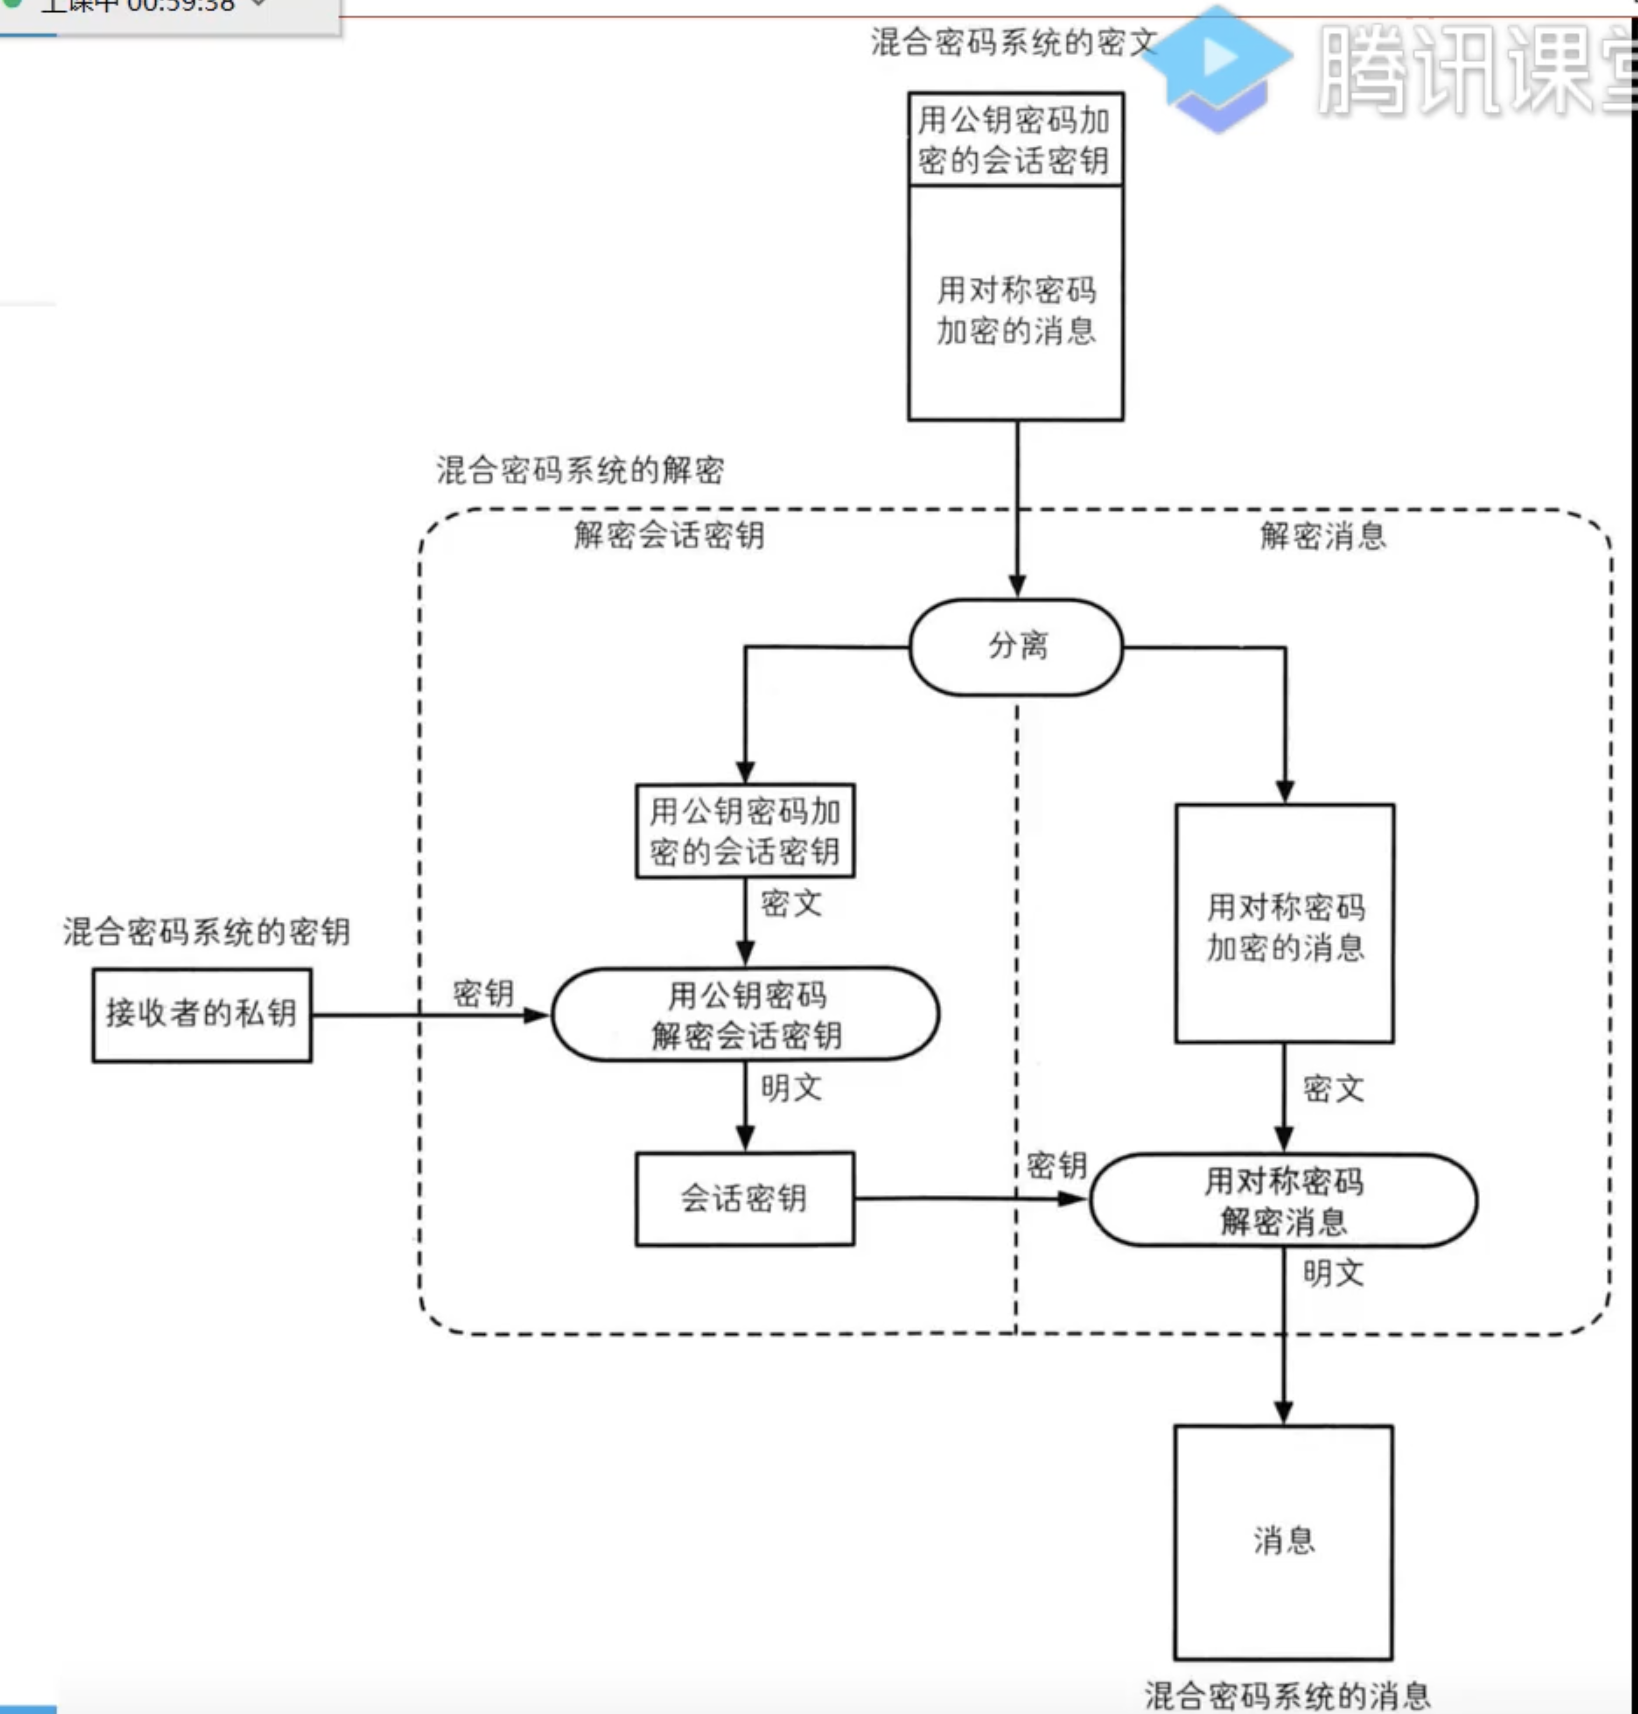 上课中 00:59:38
腾讯课堂
混合密码系统的密文
用公钥密码加
密的会话密钥
用对称密码
加密的消息
混合密码系统的解密
解密会话密钥
解密消息
分离
用公钥密码加
密的会话密钥
密文
用对称密码
加密的消息
混合密码系统的密钥
接收者的私钥
密钥
用公钥密码
解密会话密钥
明文
密文
会话密钥
密钥
用对称密码
解密消息
明文
消息
混合密码系统的消息